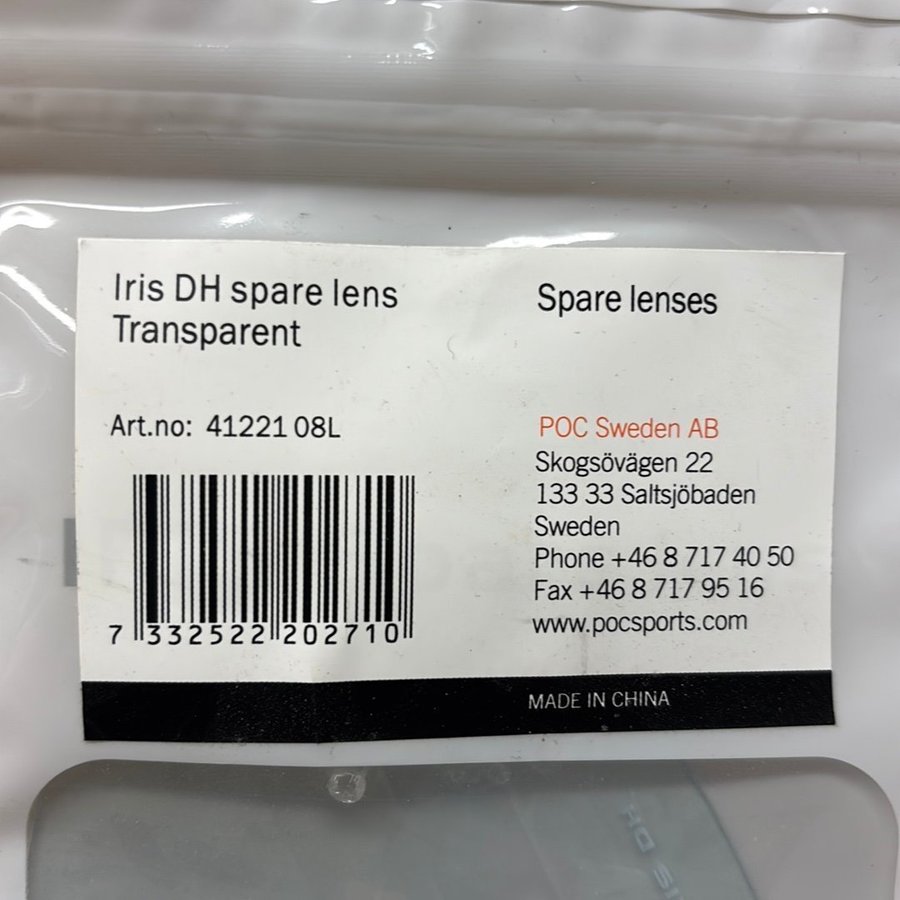 Iris DH spare lens
Transparent
Art.no: 41221 08L
7 332522 202710
Spare lenses
POC Sweden AB
Skogsövägen 22
133 33 Saltsjöbaden
Sweden
Phone +46 8 717 40 50
Fax +46 8 717 95 16
www.pocsports.com
MADE IN CHINA